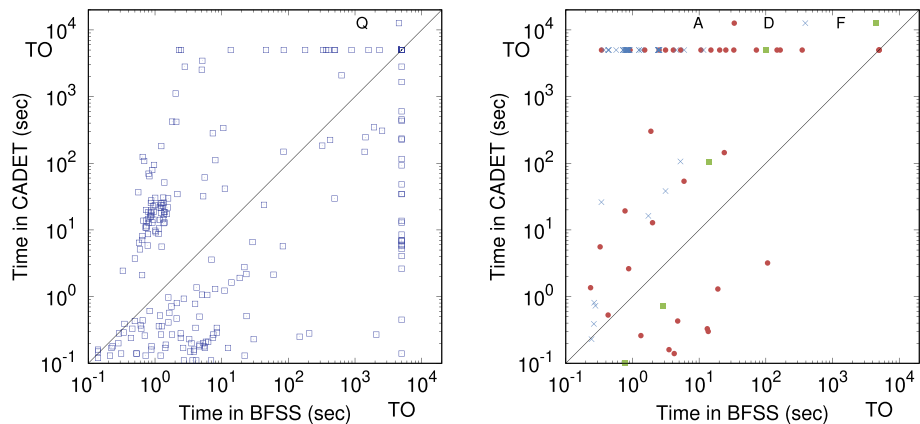 Q
10^4
TO
10^3
10^2
10^1
10^0
10^-1
Time in CADET (sec)
10^-1 10^0 10^1 10^2 10^3 10^4
Time in BFSS (sec) TO
A D F
10^4
TO
10^3
10^2
10^1
10^0
10^-1
Time in CADET (sec)
10^-1 10^0 10^1 10^2 10^3 10^4
Time in BFSS (sec) TO